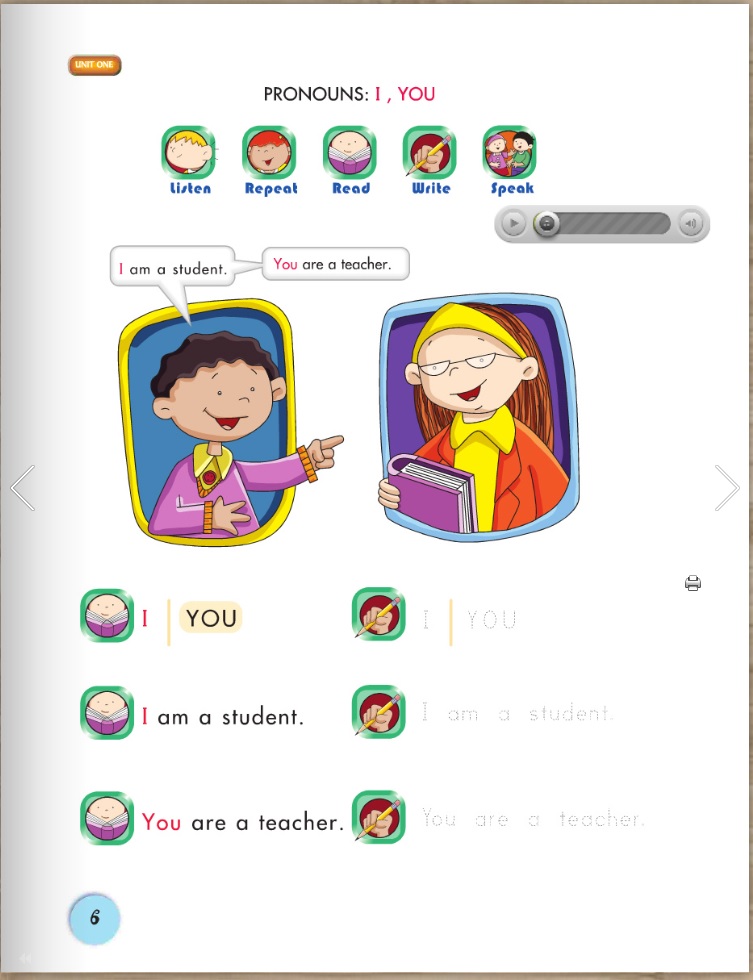 UNIT ONE
PRONOUNS: I , YOU
Listen Repeat Read Write Speak
I am a student.
You are a teacher.
I YOU
I YOU
I am a student.
I am a student.
You are a teacher.
You are a teacher.
6